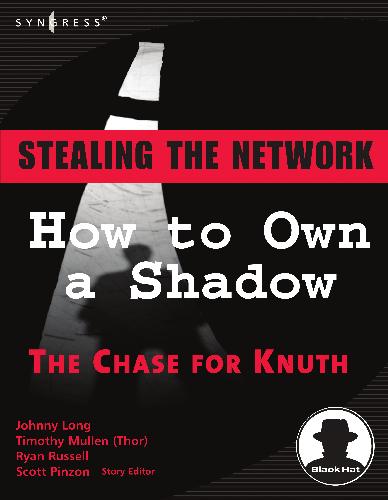 SYNGRESS®
STEALING THE NETWORK
How to Own
a Shadow
THE CHASE FOR KNUTH
Johnny Long
Timothy Mullen (Thor)
Ryan Russell
Scott Pinzon Story Editor
Black Hat